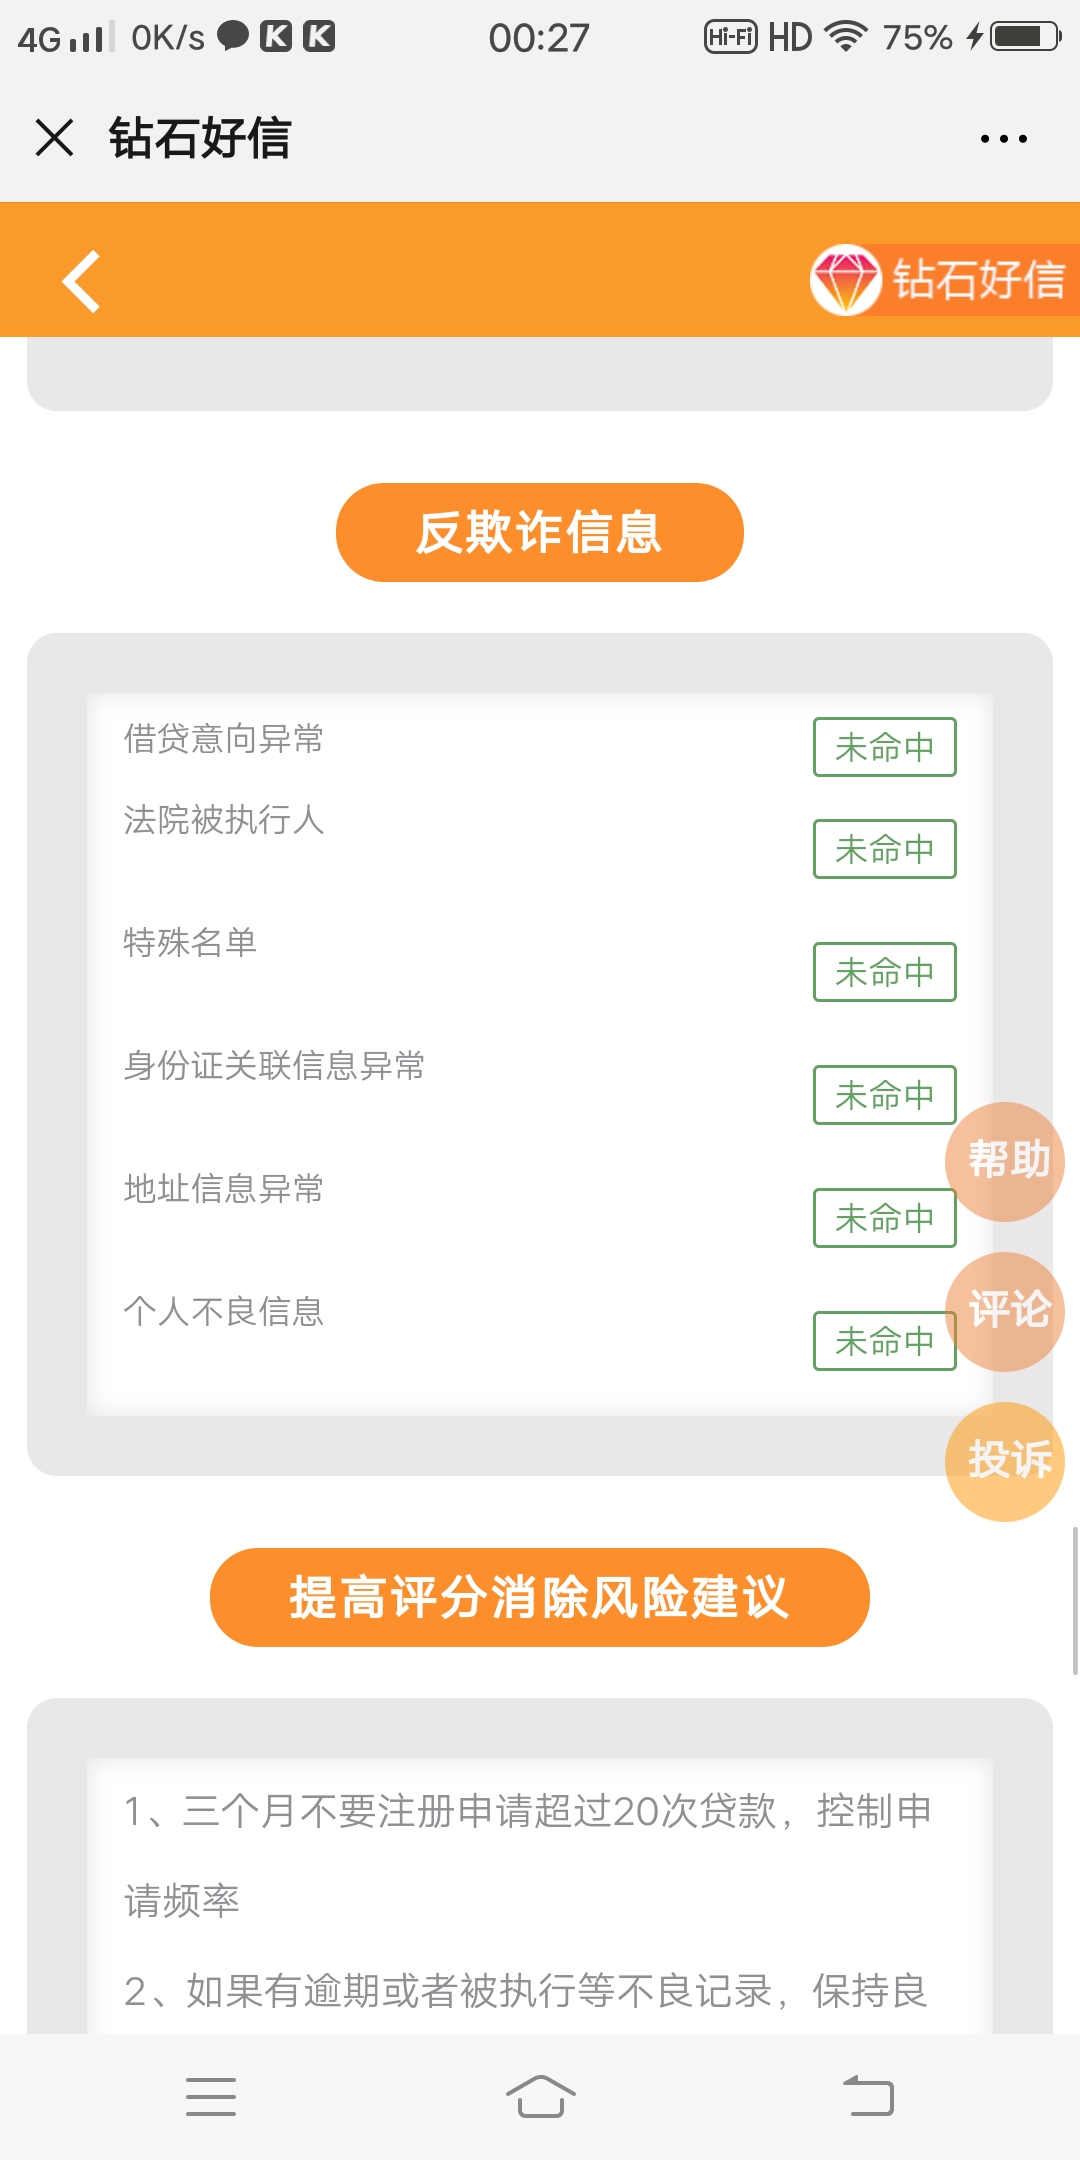 4G 0K/s K K 00:27 Hi-Fi HD 75%
钻石好信
钻石好信
反欺诈信息
借贷意向异常 未命中
法院被执行人 未命中
特殊名单 未命中
身份证关联信息异常 未命中
帮助
地址信息异常 未命中
评论
个人不良信息 未命中
投诉
提高评分消除风险建议
1、三个月不要注册申请超过20次贷款，控制申
请频率
2、如果有逾期或者被执行等不良记录，保持良